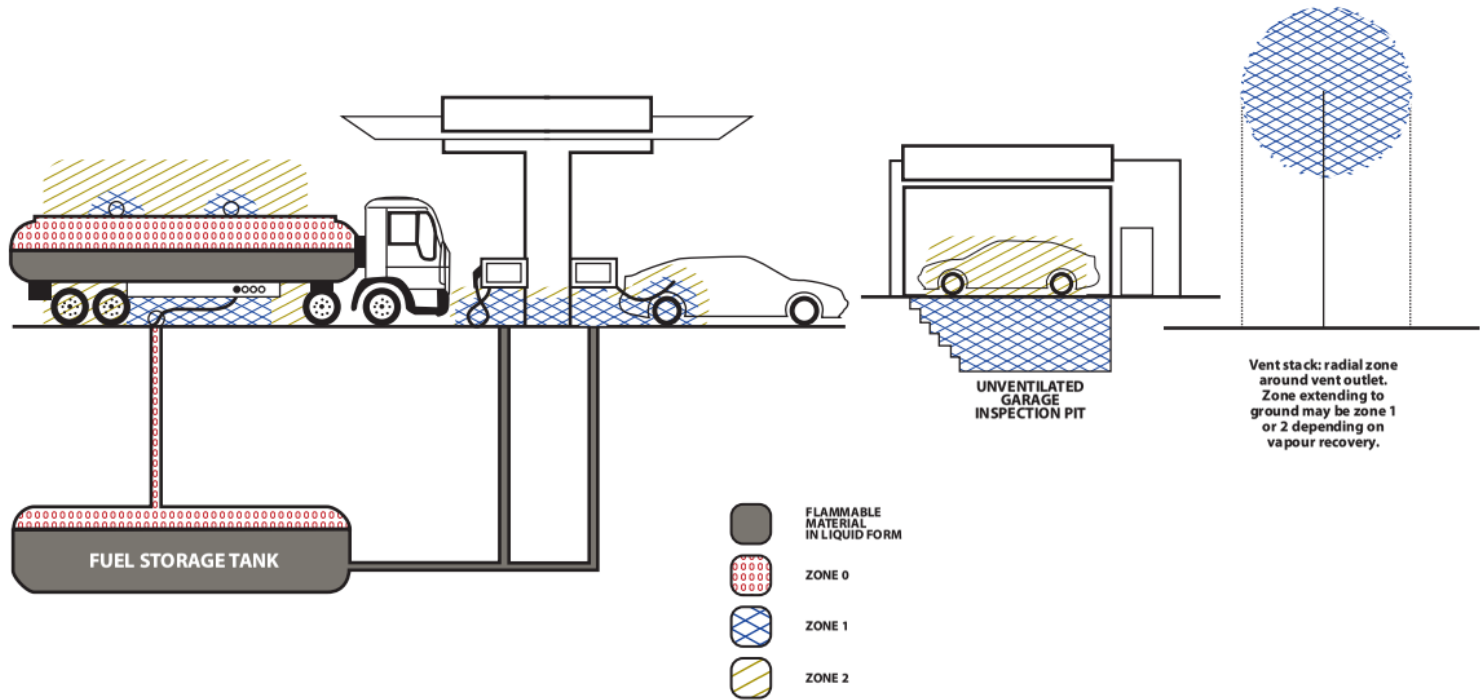 UNVENTILATED
GARAGE
INSPECTION PIT
Vent stack: radial zone
around vent outlet.
Zone extending to
ground may be zone 1
or 2 depending on
vapour recovery.
FUEL STORAGE TANK
FLAMMABLE
MATERIAL
IN LIQUID FORM
ZONE 0
ZONE 1
ZONE 2